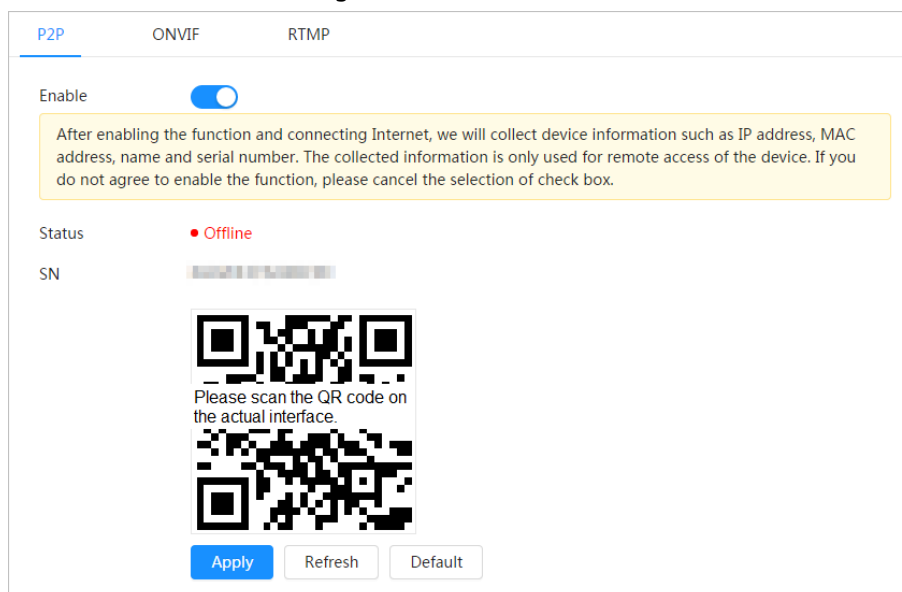 P2P ONVIF RTMP
Enable
After enabling the function and connecting Internet, we will collect device information such as IP address, MAC
address, name and serial number. The collected information is only used for remote access of the device. If you
do not agree to enable the function, please cancel the selection of check box.
Status Offline
SN
Please scan the QR code on
the actual interface.
Apply Refresh Default